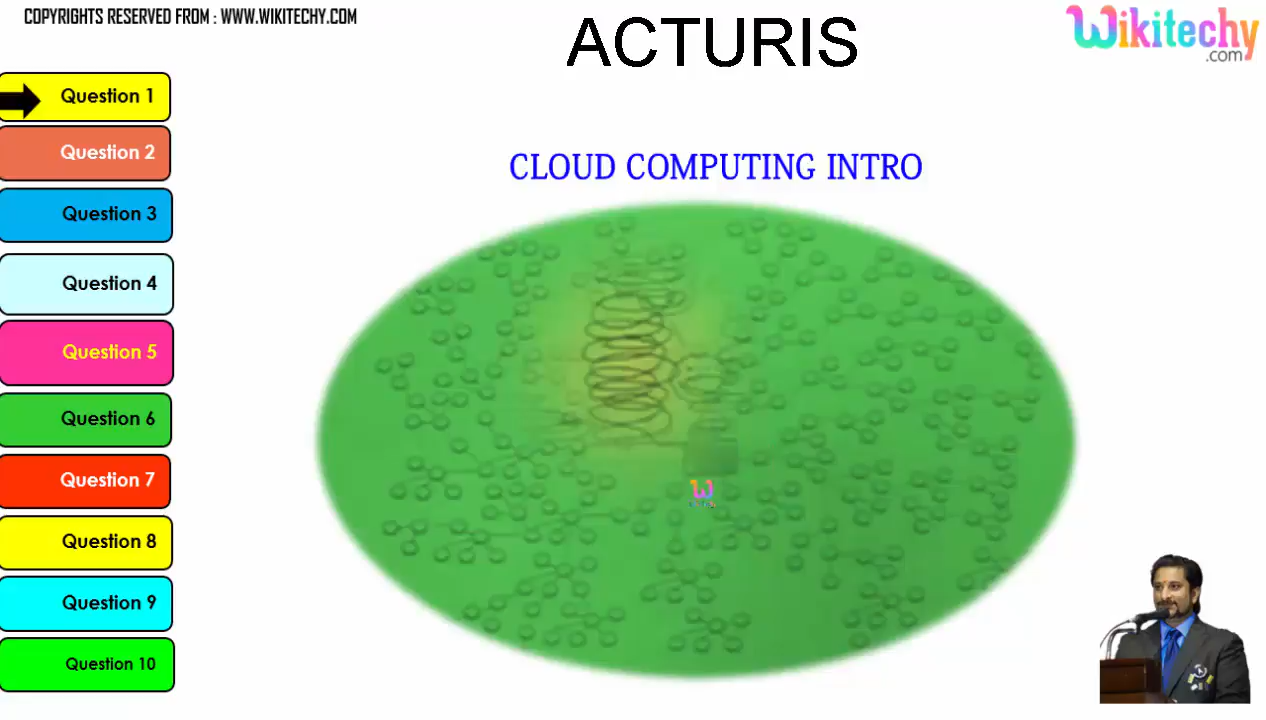 COPYRIGHTS RESERVED FROM : WWW.WIKITECHY.COM
ACTURIS
Wikitechy
.com
Question 1
Question 2
Question 3
Question 4
Question 5
Question 6
Question 7
Question 8
Question 9
Question 10
CLOUD COMPUTING INTRO
W